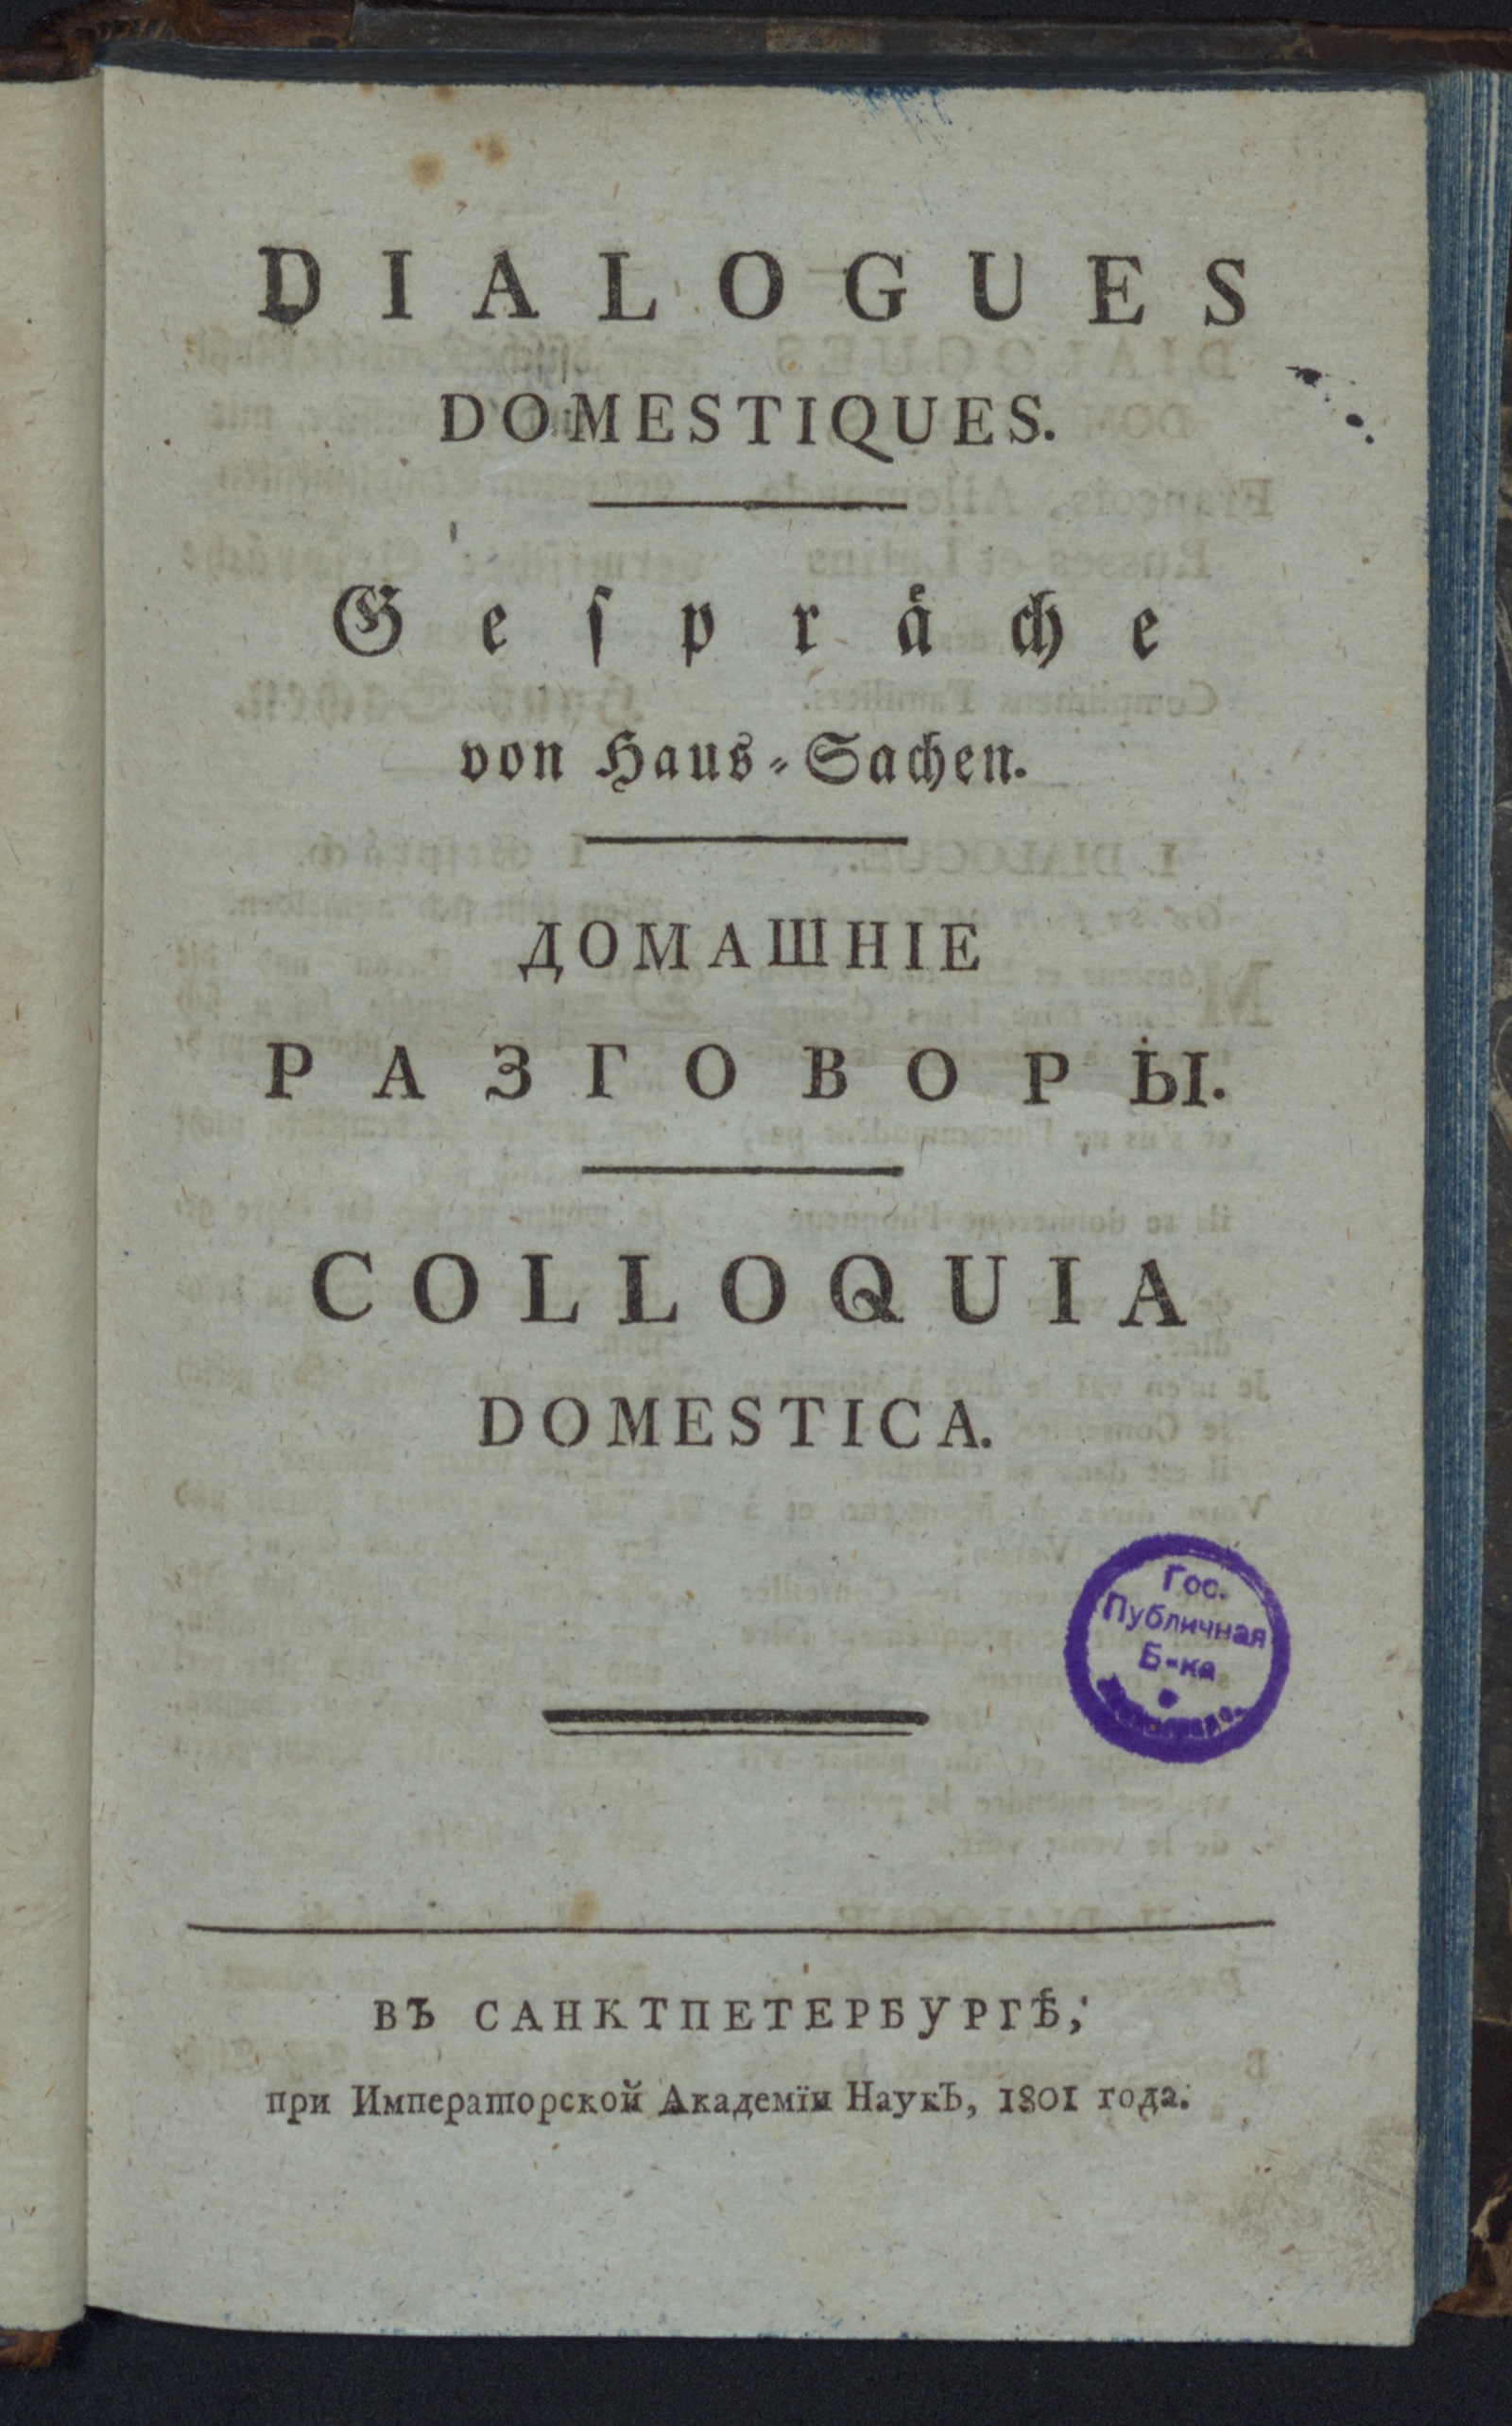 DIALOGUES
DOMESTIQUES.
Geſpräche
von Haus-Sachen.
ДОМАШНІЕ
РАЗГОВОРЫ.
COLLOQUIA
DOMESTICA.
Гос.
Публичная
Б-ка
ВЪ САНКТПЕТЕРБУРГѢ,
при Императорской Академїи Наукъ, 1801 года.